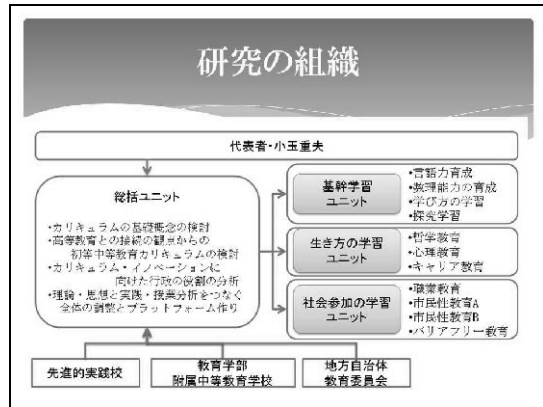 研究の組織
代表者・小玉重夫
総括ユニット
•カリキュラムの基礎概念の検討
•高等教育との接続の観点からの
初等中等教育カリキュラムの検討
•カリキュラム・イノベーションに
向けた行政の役割の分析
•理論・思想と実践・授業分析をつなぐ
全体の調整とプラットフォーム作り
基幹学習
ユニット
•言語力育成
•数理能力の育成
•学び方の学習
•探究学習
生き方の学習
ユニット
•哲学教育
•心理教育
•キャリア教育
社会参加の学習
ユニット
•職業教育
•市民性教育A
•市民性教育B
•バリアフリー教育
先進的実践校
教育学部
附属中等教育学校
地方自治体
教育委員会